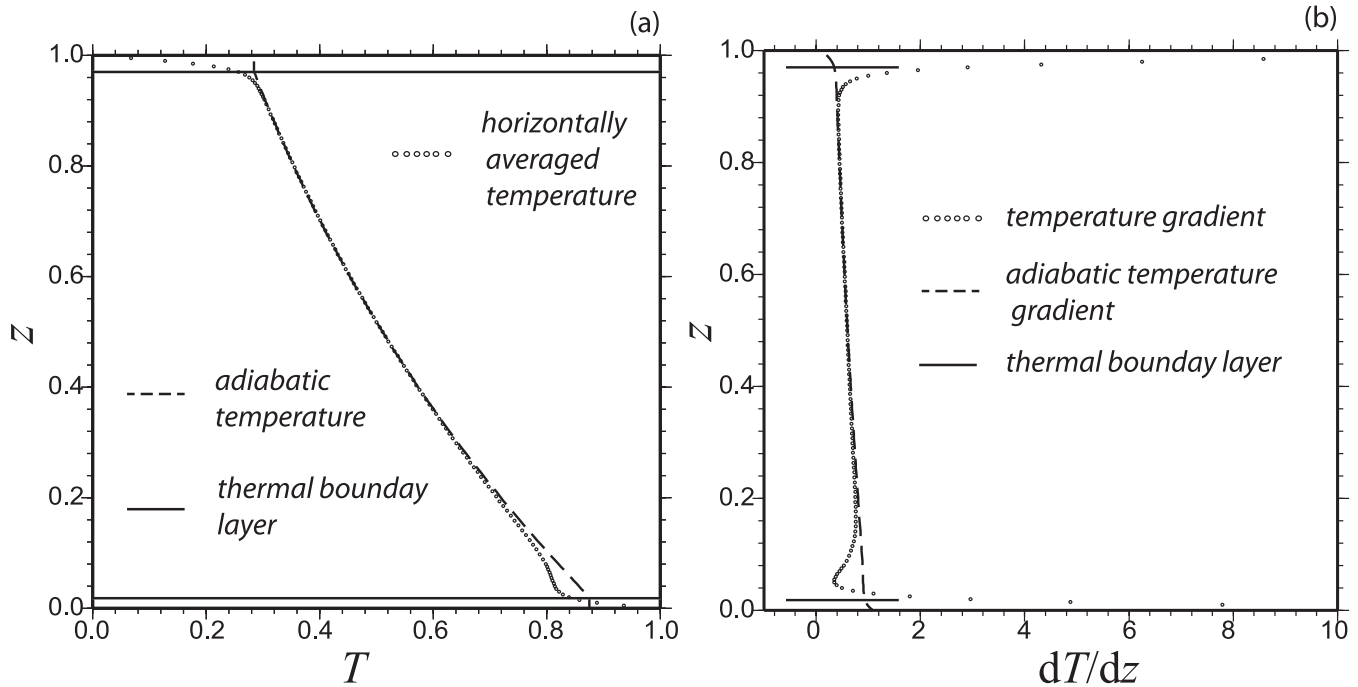 (a)
1.0
0.8
0.6
0.4
0.2
0.0
z
horizontally
averaged
temperature
adiabatic
temperature
thermal bounday
layer
0.0
0.2
0.4
0.6
0.8
1.0
T
(b)
1.0
0.8
0.6
0.4
0.2
0.0
z
temperature gradient
adiabatic temperature
gradient
thermal bounday layer
0
2
4
6
8
10
dT/dz